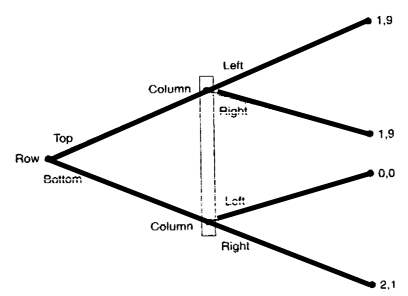 1,9
Left
Column
Right
Top
1,9
Row
0,0
Bottom
Left
Column
Right
2,1